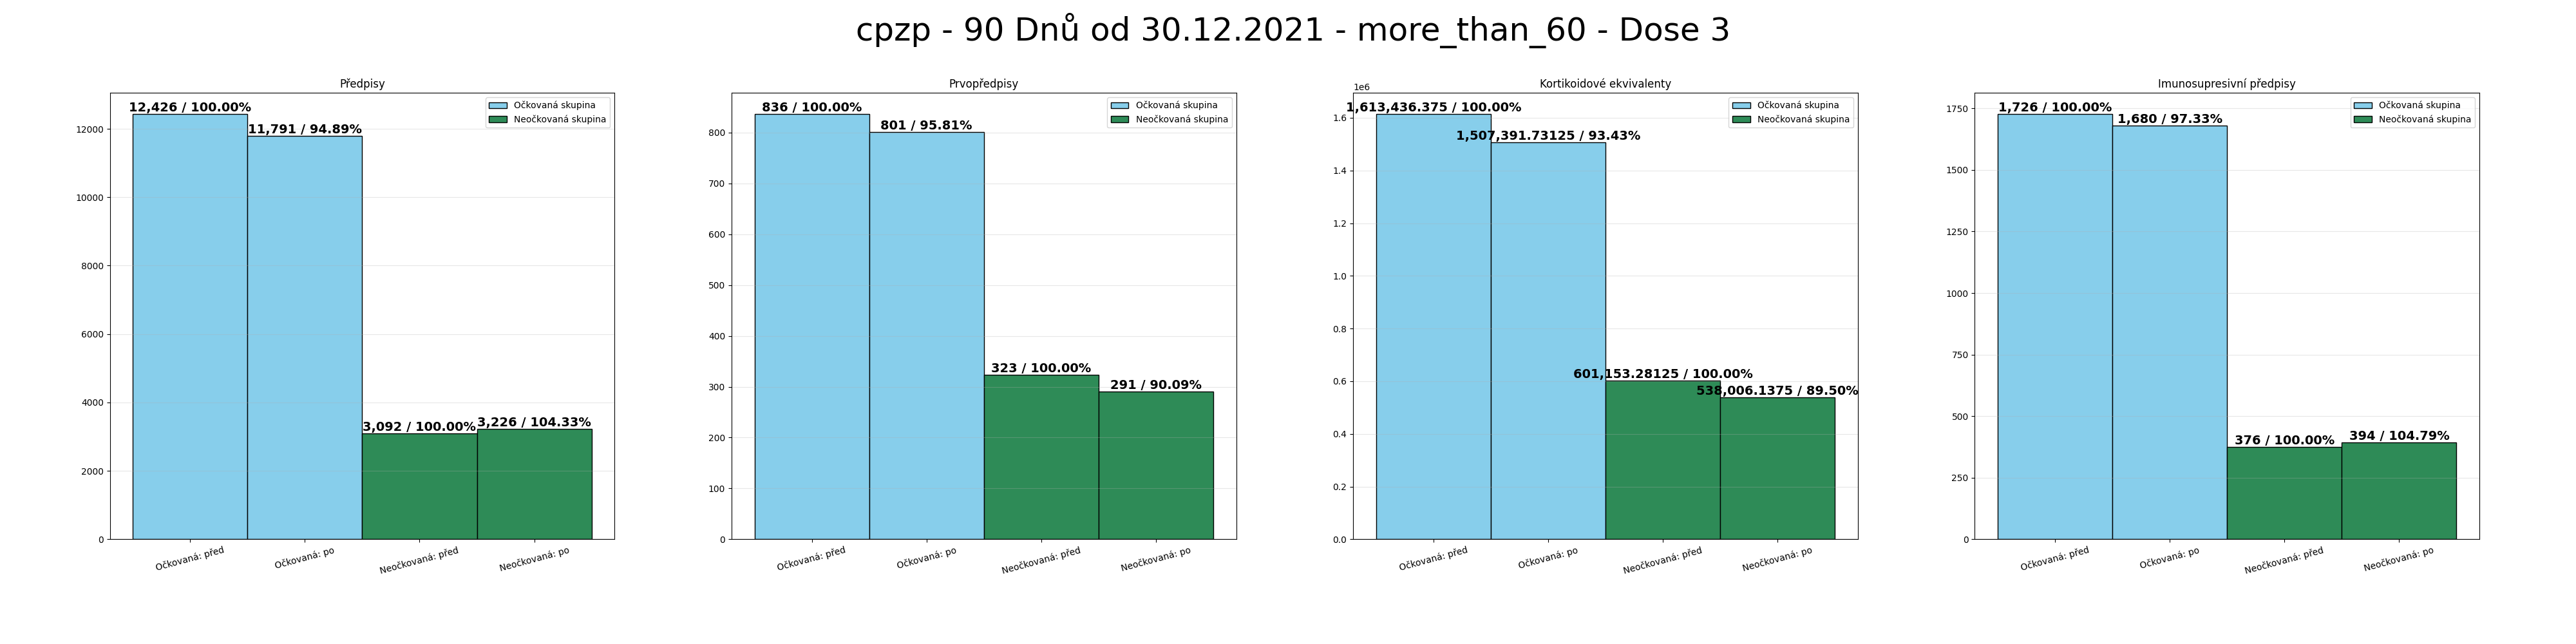 cpzp - 90 Dnů od 30.12.2021 - more_than_60 - Dose 3
Předpisy
12,426 / 100.00%
11,791 / 94.89%
3,092 / 100.00%
3,226 / 104.33%
Očkovaná skupina
Neočkovaná skupina
12000
10000
8000
6000
4000
2000
0
Očkovaná: před
Očkovaná: po
Neočkovaná: před
Neočkovaná: po
Prvopředpisy
836 / 100.00%
801 / 95.81%
323 / 100.00%
291 / 90.09%
Očkovaná skupina
Neočkovaná skupina
800
700
600
500
400
300
200
100
0
Očkovaná: před
Očkovaná: po
Neočkovaná: před
Neočkovaná: po
Kortikoidové ekvivalenty
1e6
1,613,436.375 / 100.00%
1,507,391.73125 / 93.43%
601,153.28125 / 100.00%
538,006.1375 / 89.50%
Očkovaná skupina
Neočkovaná skupina
1.6
1.4
1.2
1.0
0.8
0.6
0.4
0.2
0.0
Očkovaná: před
Očkovaná: po
Neočkovaná: před
Neočkovaná: po
Imunosupresivní předpisy
1,726 / 100.00%
1,680 / 97.33%
376 / 100.00%
394 / 104.79%
Očkovaná skupina
Neočkovaná skupina
1750
1500
1250
1000
750
500
250
0
Očkovaná: před
Očkovaná: po
Neočkovaná: před
Neočkovaná: po